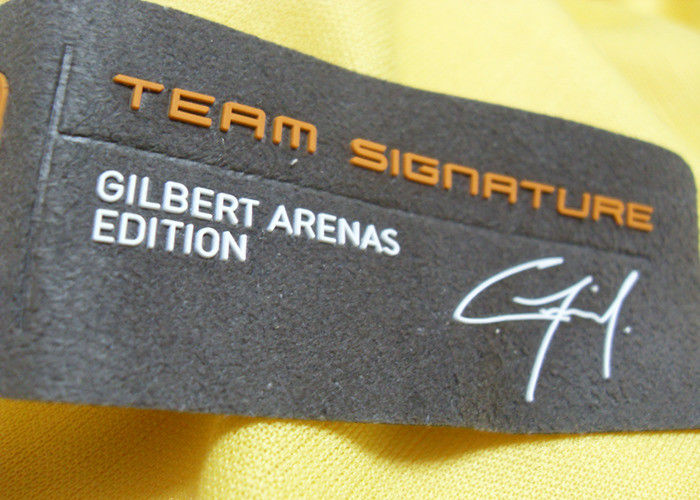 TEAM SIGNATURE
GILBERT ARENAS
EDITION